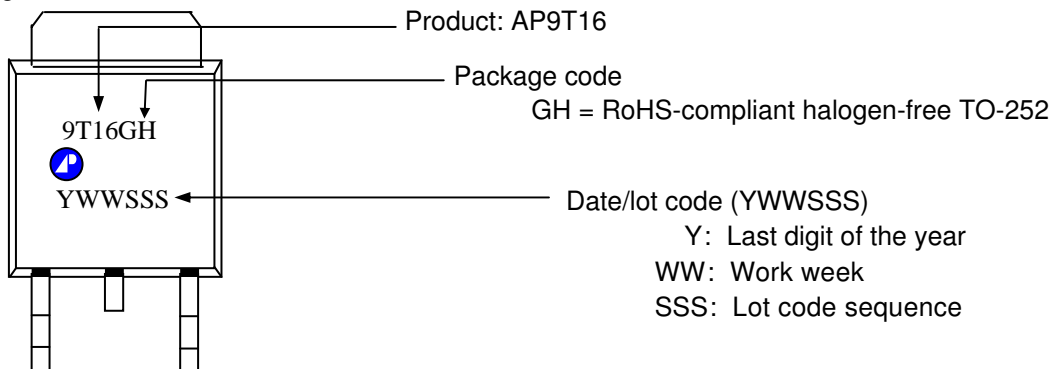 Product: AP9T16
Package code
GH = RoHS-compliant halogen-free TO-252
9T16GH
YWWSSS
Date/lot code (YWWSSS)
Y: Last digit of the year
WW: Work week
SSS: Lot code sequence